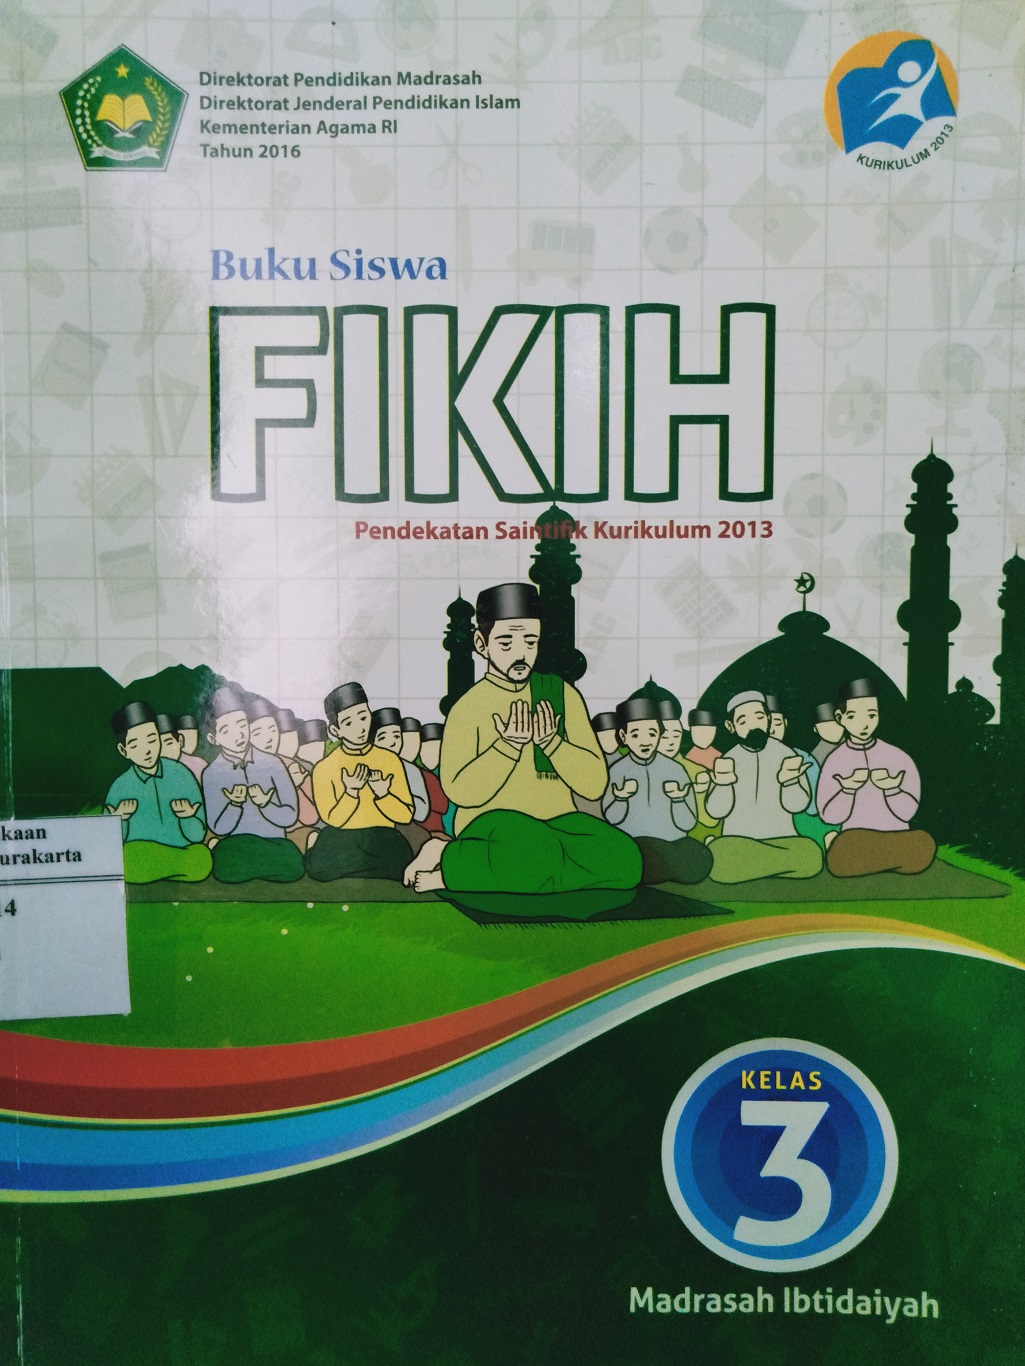 Direktorat Pendidikan Madrasah
Direktorat Jenderal Pendidikan Islam
Kementerian Agama RI
Tahun 2016
KURIKULUM 2013
Buku Siswa
FIKIH
Pendekatan Saintifik Kurikulum 2013
kaan
urakarta
14
KELAS
3
Madrasah Ibtidaiyah